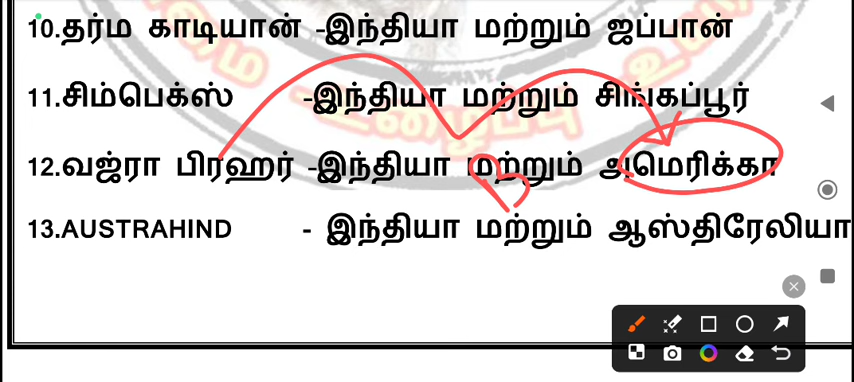 10.தர்ம காடியான் -இந்தியா மற்றும் ஜப்பான்
11.சிம்பெக்ஸ் -இந்தியா மற்றும் சிங்கப்பூர்
12.வஜ்ரா பிரஹர் -இந்தியா மற்றும் அமெரிக்கா
13.AUSTRAHIND - இந்தியா மற்றும் ஆஸ்திரேலியா